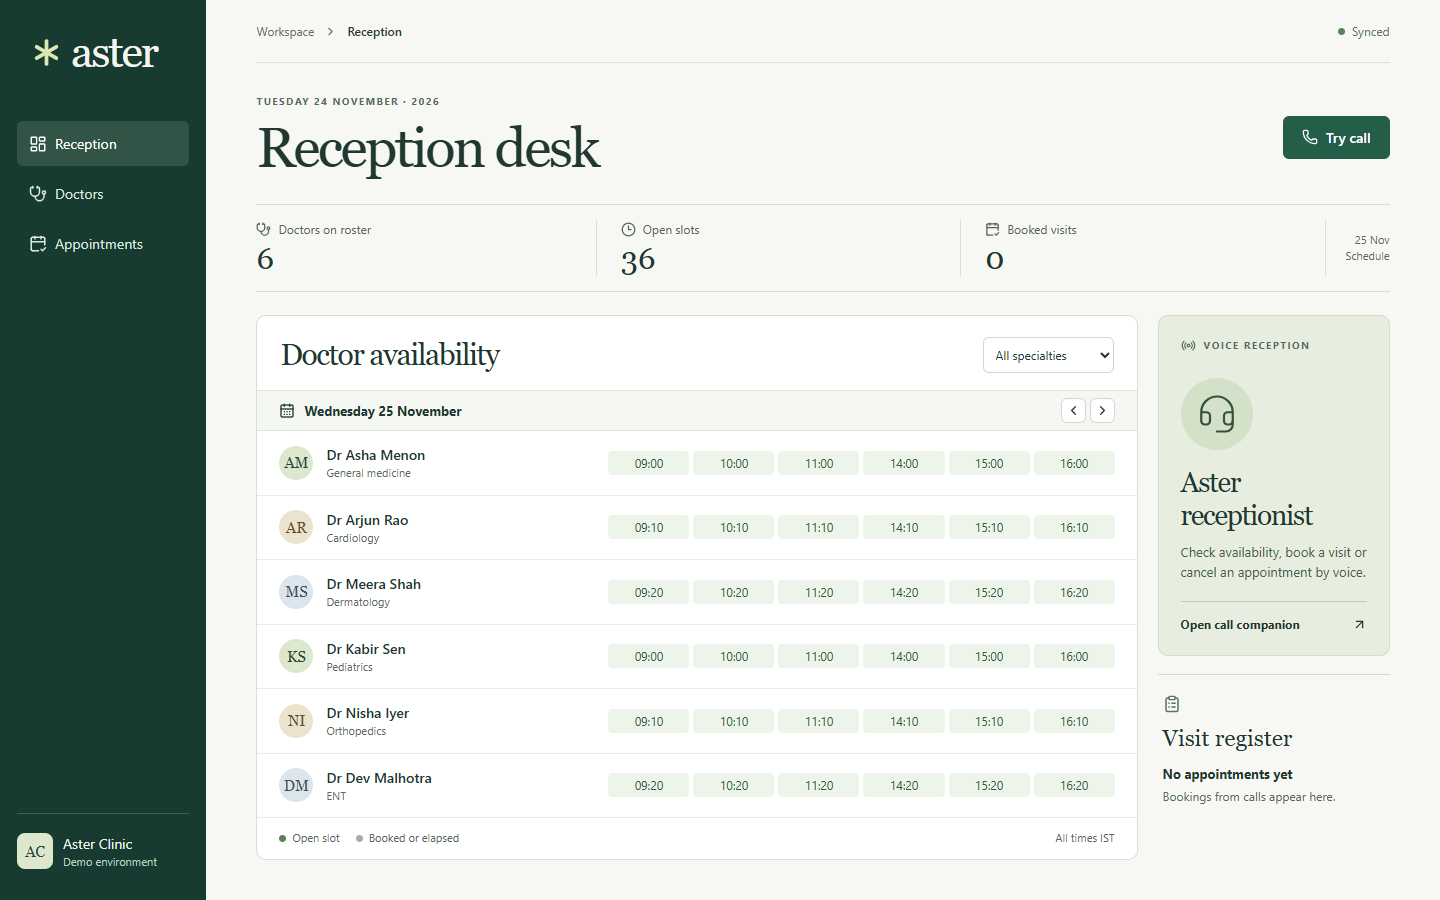 aster
Reception
Doctors
Appointments
AC
Aster Clinic
Demo environment
Workspace
Reception
Synced
TUESDAY 24 NOVEMBER · 2026
Reception desk
Try call
Doctors on roster
6
Open slots
36
Booked visits
0
25 Nov
Schedule
Doctor availability
All specialties
Wednesday 25 November
AM
Dr Asha Menon
General medicine
09:00 10:00 11:00 14:00 15:00 16:00
AR
Dr Arjun Rao
Cardiology
09:10 10:10 11:10 14:10 15:10 16:10
MS
Dr Meera Shah
Dermatology
09:20 10:20 11:20 14:20 15:20 16:20
KS
Dr Kabir Sen
Pediatrics
09:00 10:00 11:00 14:00 15:00 16:00
NI
Dr Nisha Iyer
Orthopedics
09:10 10:10 11:10 14:10 15:10 16:10
DM
Dr Dev Malhotra
ENT
09:20 10:20 11:20 14:20 15:20 16:20
Open slot
Booked or elapsed
All times IST
VOICE RECEPTION
Aster
receptionist
Check availability, book a visit or
cancel an appointment by voice.
Open call companion
Visit register
No appointments yet
Bookings from calls appear here.